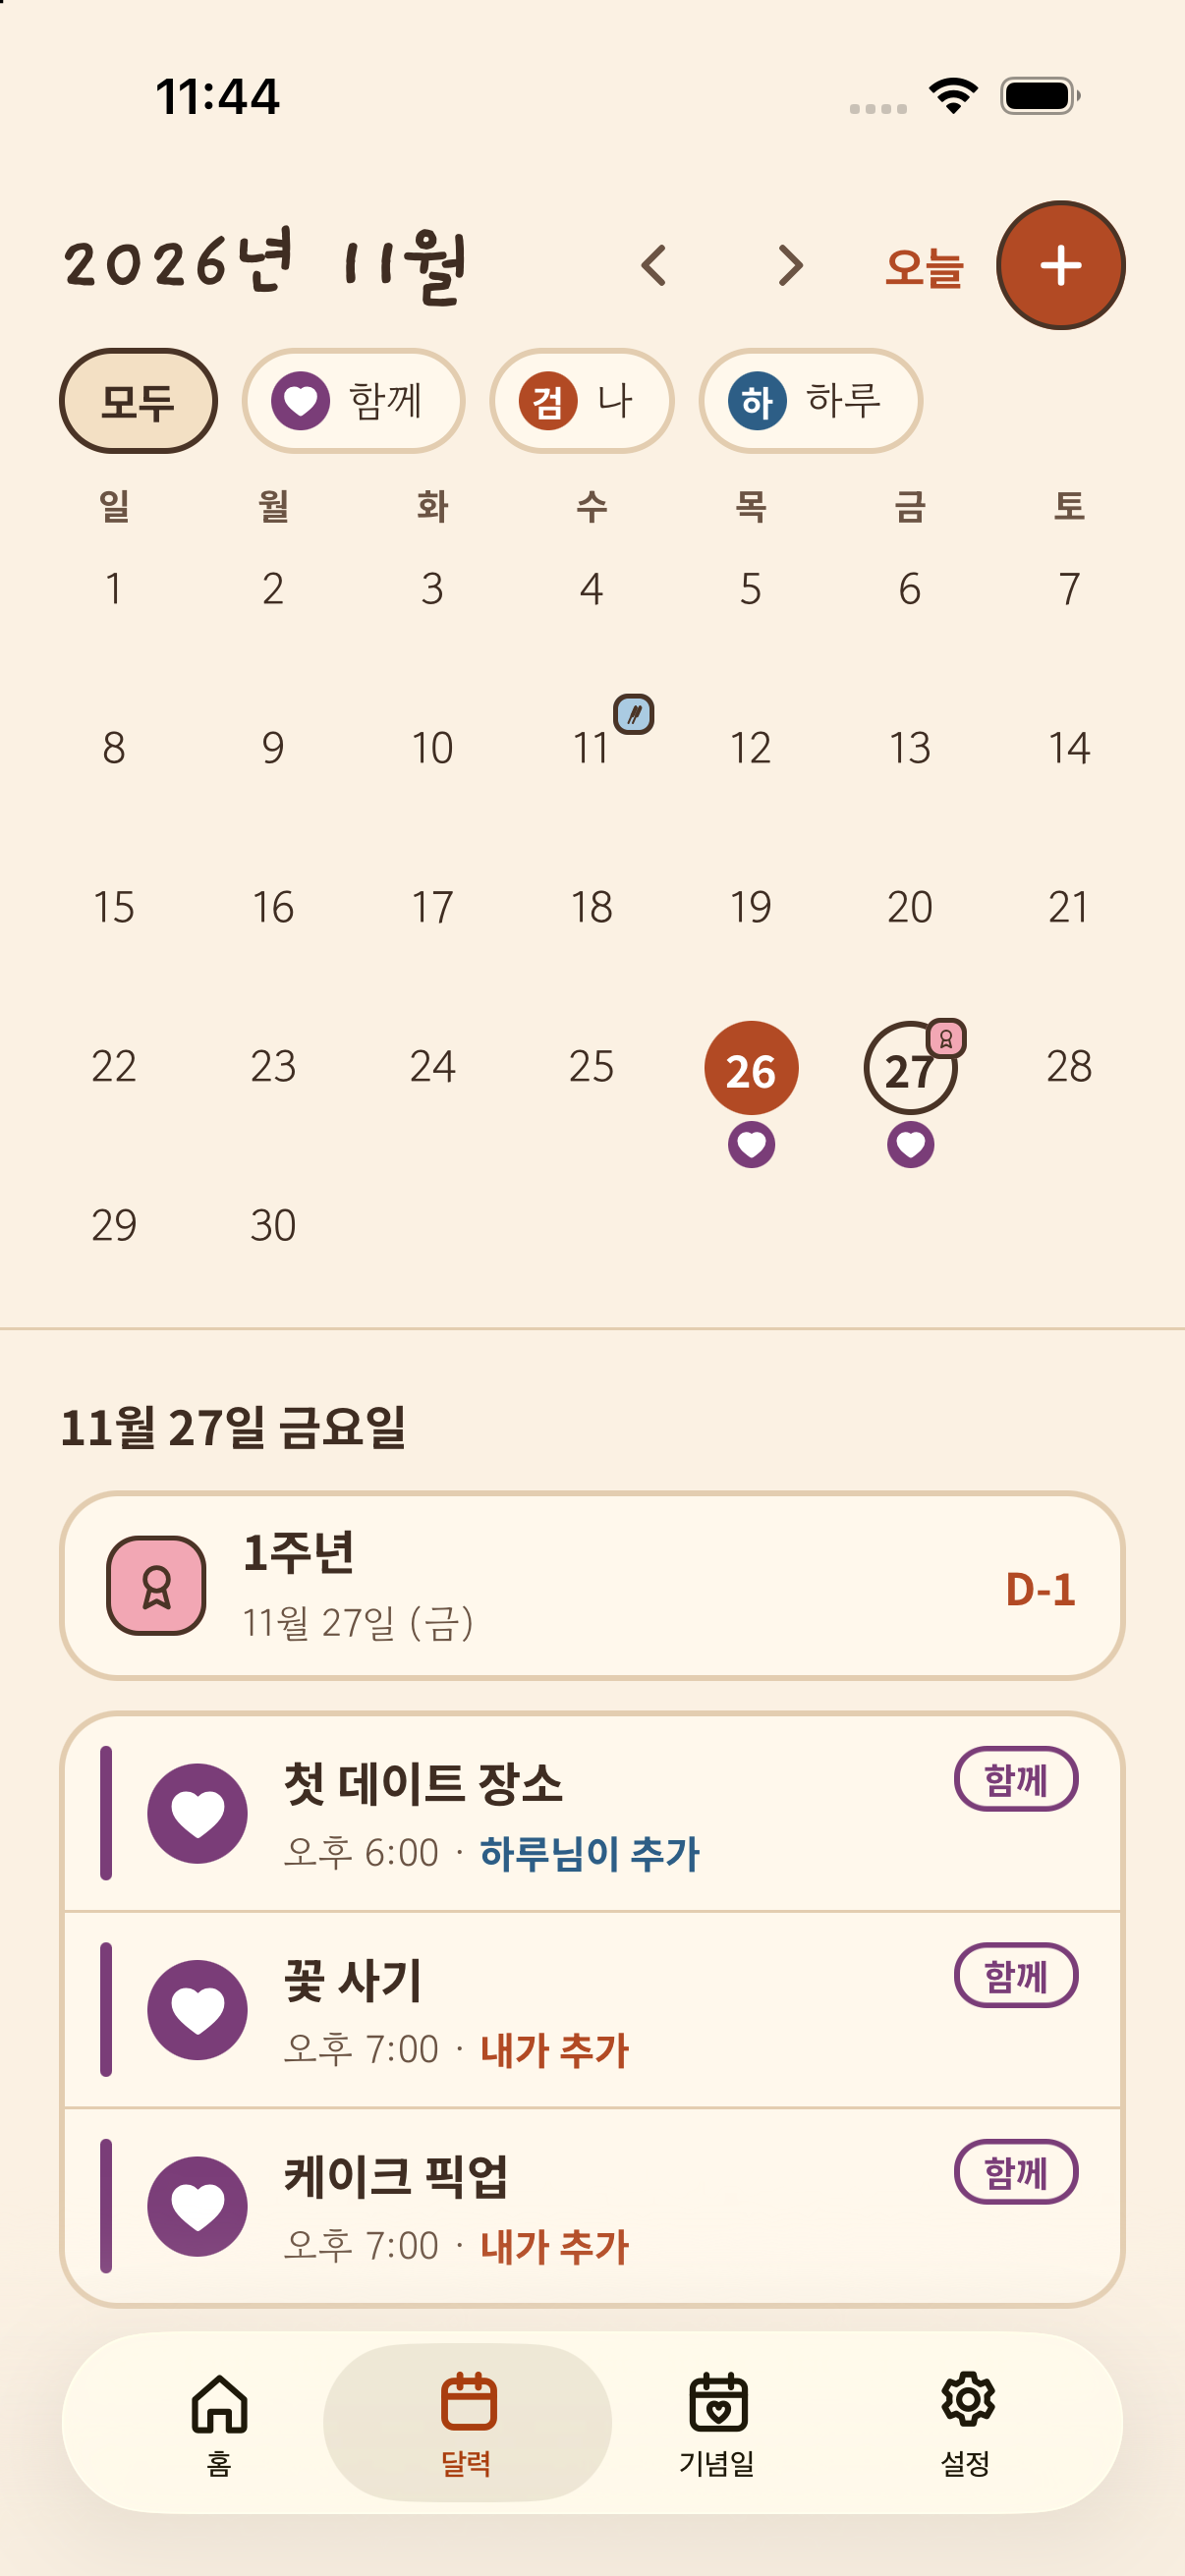 11:44
2026년 11월
오늘
모두 함께 검 나 하 하루
일 월 화 수 목 금 토
1 2 3 4 5 6 7
8 9 10 11 12 13 14
15 16 17 18 19 20 21
22 23 24 25 26 27 28
29 30
11월 27일 금요일
1주년
11월 27일 (금)
D-1
첫 데이트 장소
함께
오후 6:00 · 하루님이 추가
꽃 사기
함께
오후 7:00 · 내가 추가
케이크 픽업
함께
오후 7:00 · 내가 추가
홈 달력 기념일 설정